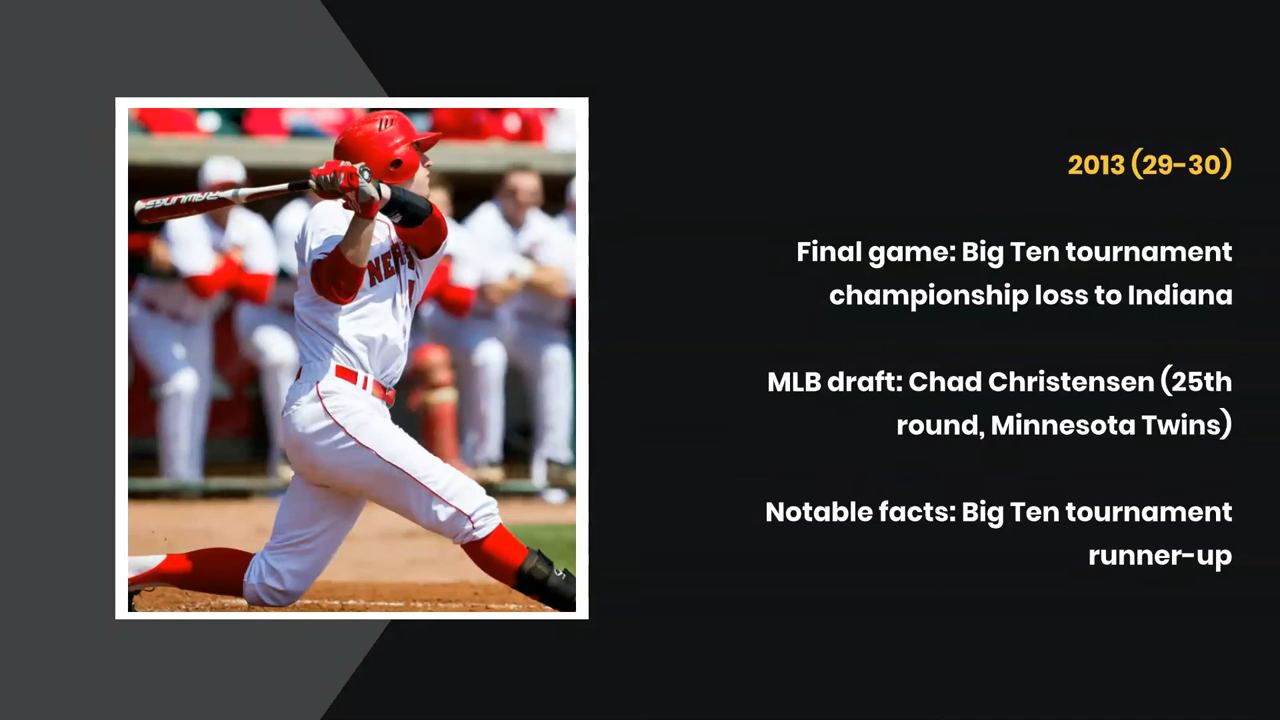 2013 (29-30)
Final game: Big Ten tournament
championship loss to Indiana
MLB draft: Chad Christensen (25th
round, Minnesota Twins)
Notable facts: Big Ten tournament
runner-up
RAWLINGS